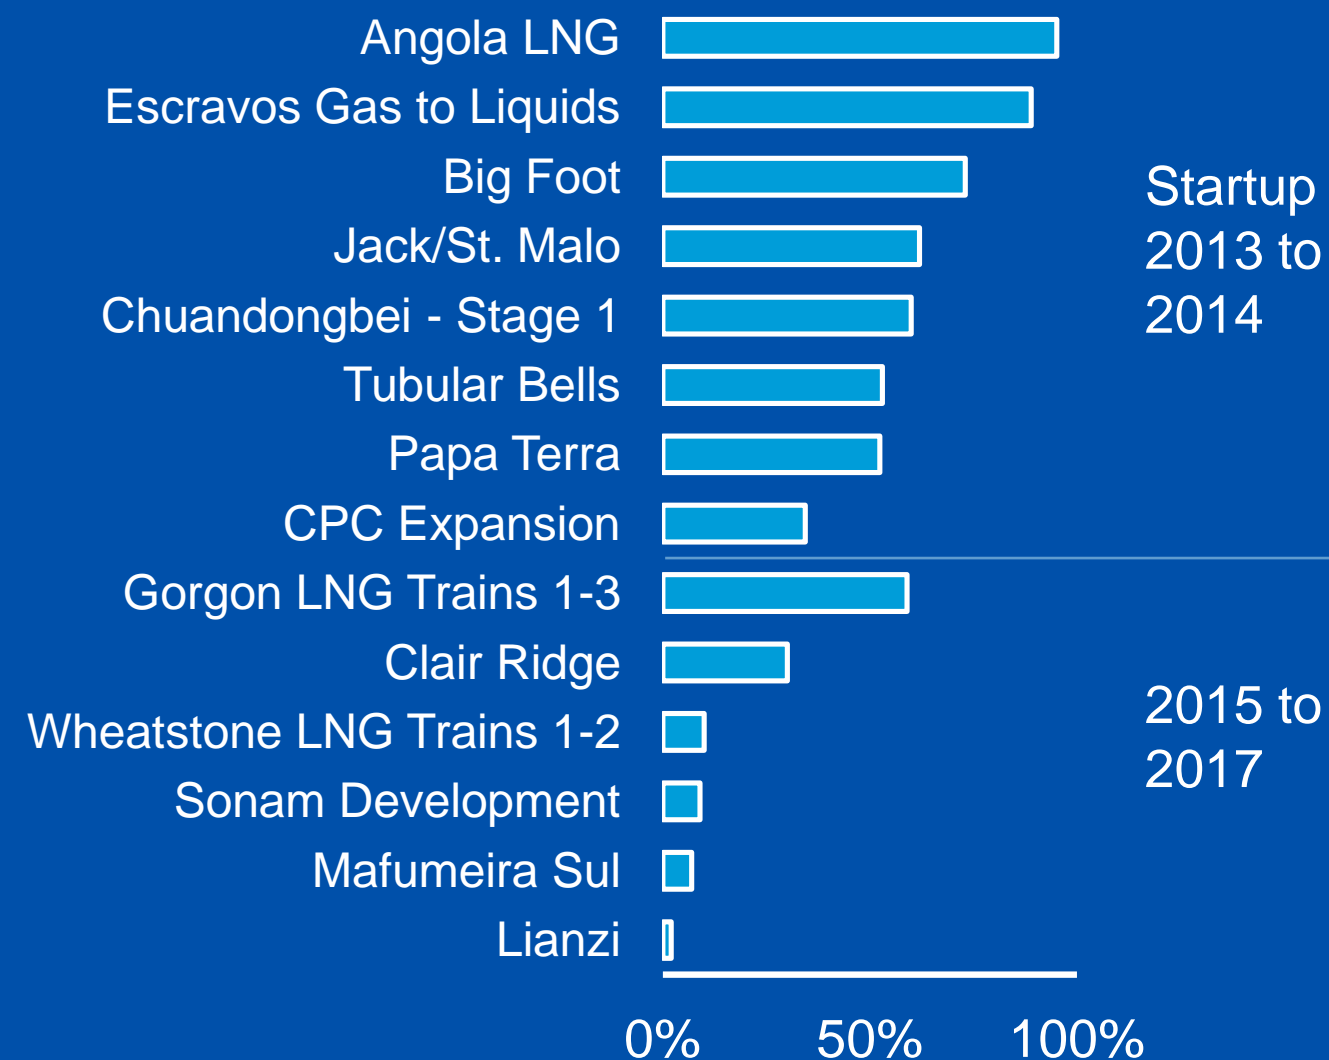 Angola LNG
Escravos Gas to Liquids
Big Foot
Jack/St. Malo
Chuandongbei - Stage 1
Tubular Bells
Papa Terra
CPC Expansion
Startup
2013 to
2014
Gorgon LNG Trains 1-3
Clair Ridge
Wheatstone LNG Trains 1-2
Sonam Development
Mafumeira Sul
Lianzi
2015 to
2017
0% 50% 100%